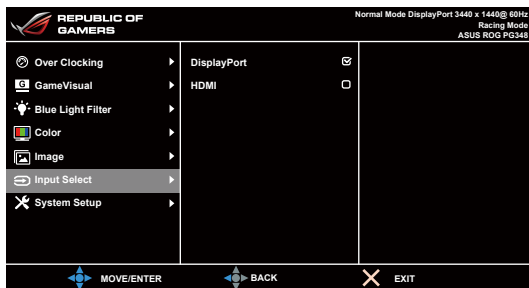 REPUBLIC OF
GAMERS
Normal Mode DisplayPort 3440 x 1440@ 60Hz
Racing Mode
ASUS ROG PG348
Over Clocking
DisplayPort
G GameVisual
HDMI
Blue Light Filter
Color
Image
Input Select
System Setup
MOVE/ENTER BACK EXIT